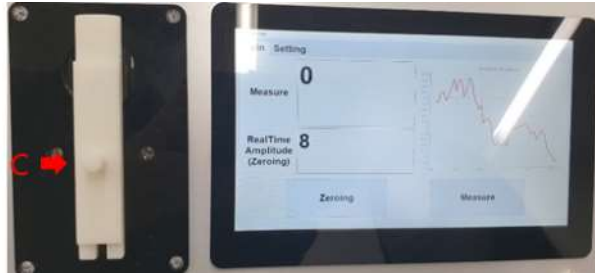 Setting
0
Measure
RealTime
Amplitude
(Zeroing)
8
C
Zeroing
Measure